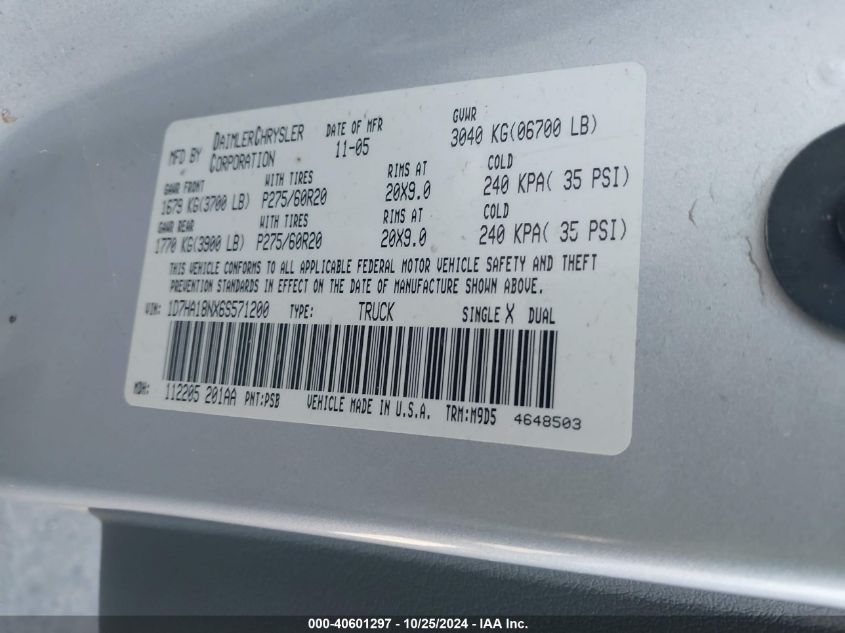 MFD BY DAIMLERCHRYSLER CORPORATION
DATE OF MFR
11-05
GVWR
3040 KG(06700 LB)
GAWR FRONT WITH TIRES RIMS AT COLD
1679 KG(3700 LB) P275/60R20 20X9.0 240 KPA( 35 PSI)
GAWR REAR WITH TIRES RIMS AT COLD
1770 KG(3900 LB) P275/60R20 20X9.0 240 KPA( 35 PSI)
THIS VEHICLE CONFORMS TO ALL APPLICABLE FEDERAL MOTOR VEHICLE SAFETY AND THEFT
PREVENTION STANDARDS IN EFFECT ON THE DATE OF MANUFACTURE SHOWN ABOVE.
VIN: 1D7HA18NX6S571200 TYPE: TRUCK SINGLE X DUAL
MDH: 112205 201AA PNT:PSB VEHICLE MADE IN U.S.A. TRM:M9D5 4648503
000-40601297 - 10/25/2024 - IAA Inc.